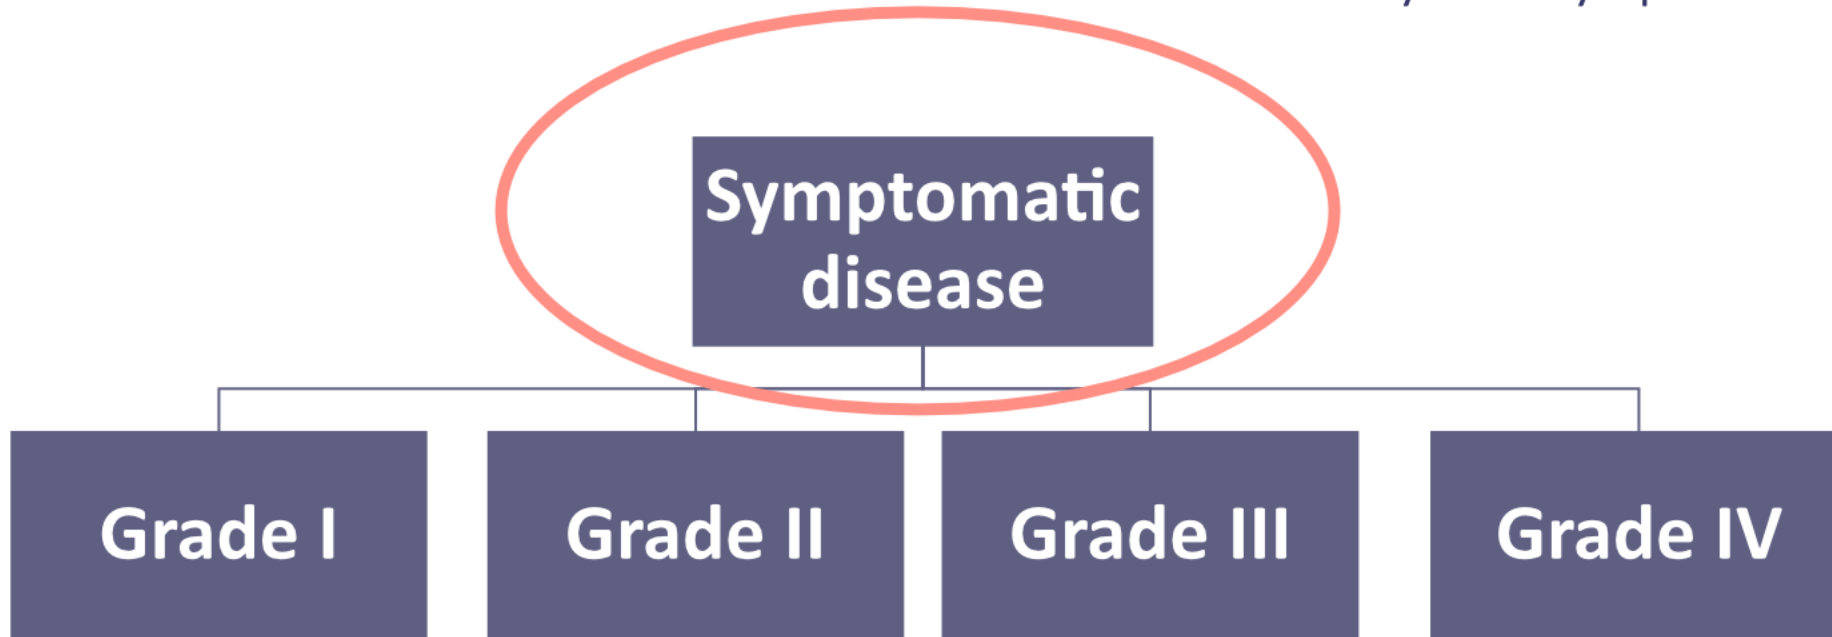 Symptomatic
disease
Grade I
Grade II
Grade III
Grade IV